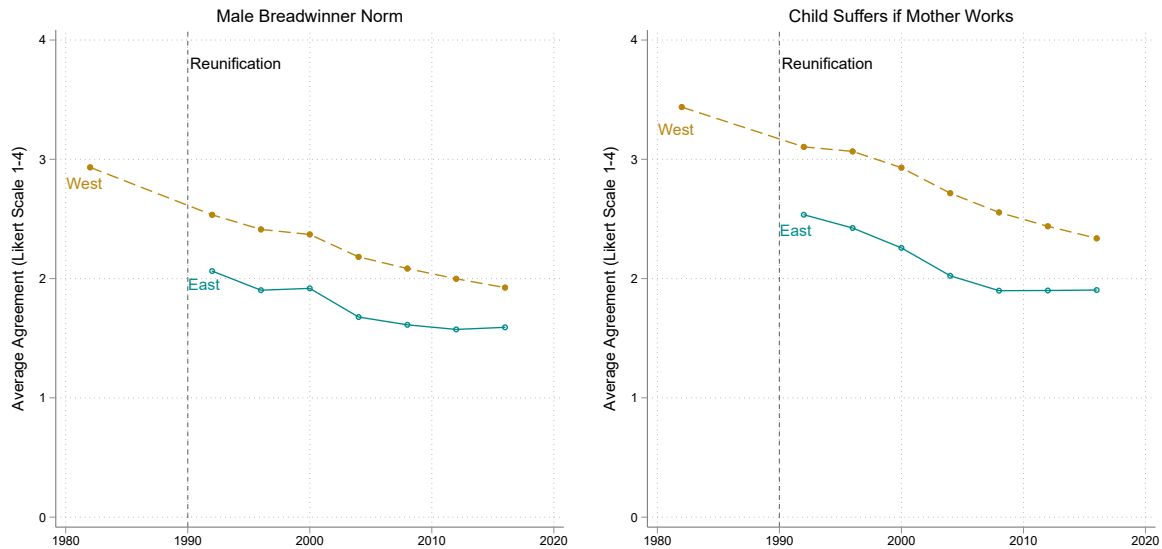 Male Breadwinner Norm
4
3
2
1
0
Average Agreement (Likert Scale 1-4)
Reunification
West
East
1980
1990
2000
2010
2020
Child Suffers if Mother Works
4
3
2
1
0
Average Agreement (Likert Scale 1-4)
Reunification
West
East
1980
1990
2000
2010
2020